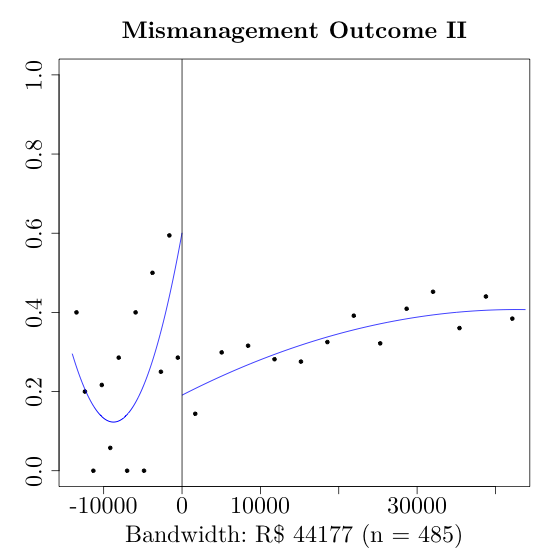 Mismanagement Outcome II
1.0
0.8
0.6
0.4
0.2
0.0
-10000 0 10000 30000
Bandwidth: R$ 44177 (n = 485)